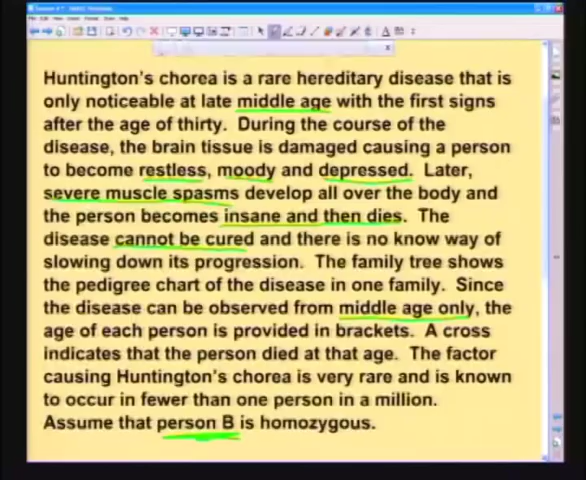 Huntington's chorea is a rare hereditary disease that is
only noticeable at late middle age with the first signs
after the age of thirty. During the course of the
disease, the brain tissue is damaged causing a person
to become restless, moody and depressed. Later,
severe muscle spasms develop all over the body and
the person becomes insane and then dies. The
disease cannot be cured and there is no know way of
slowing down its progression. The family tree shows
the pedigree chart of the disease in one family. Since
the disease can be observed from middle age only, the
age of each person is provided in brackets. A cross
indicates that the person died at that age. The factor
causing Huntington's chorea is very rare and is known
to occur in fewer than one person in a million.
Assume that person B is homozygous.